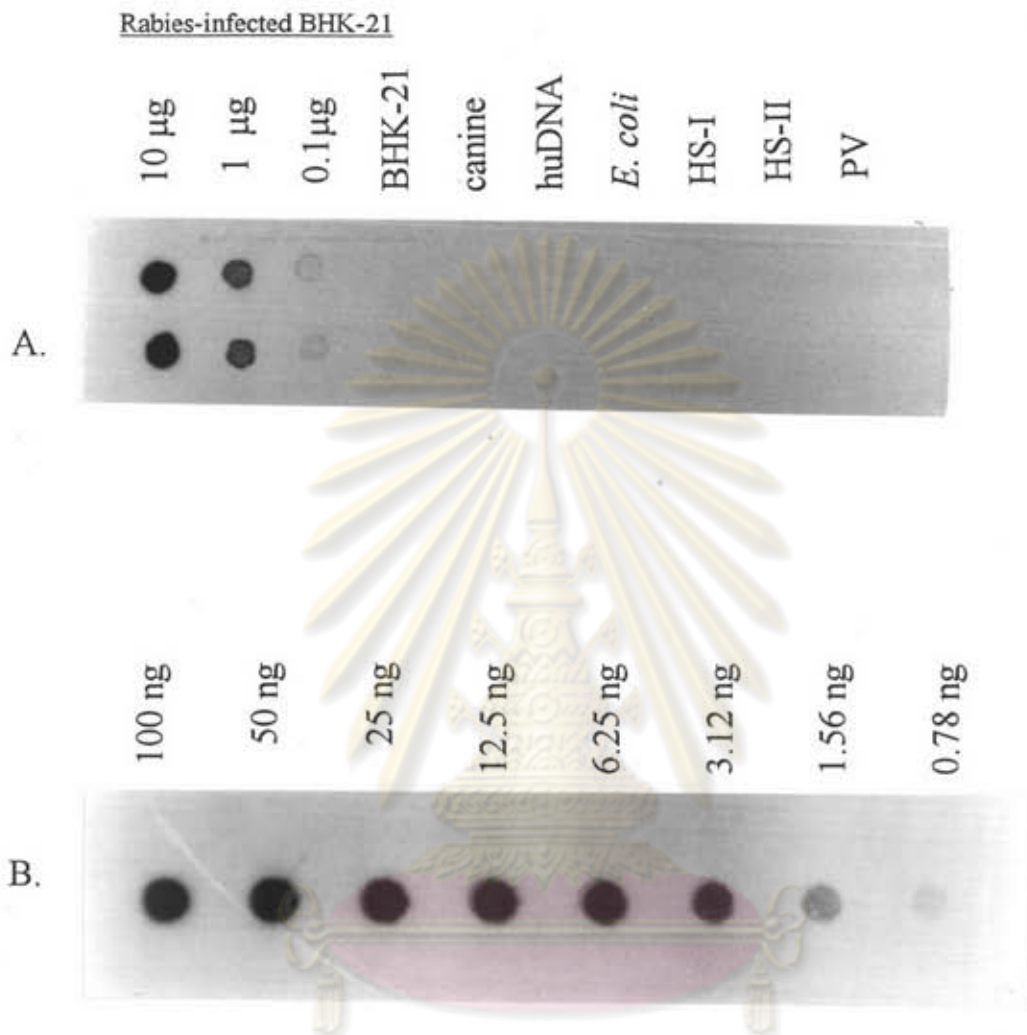 Rabies-infected BHK-21
10 µg
1 µg
0.1µg
BHK-21
canine
huDNA
E. coli
HS-I
HS-II
PV
A.
100 ng
50 ng
25 ng
12.5 ng
6.25 ng
3.12 ng
1.56 ng
0.78 ng
B.